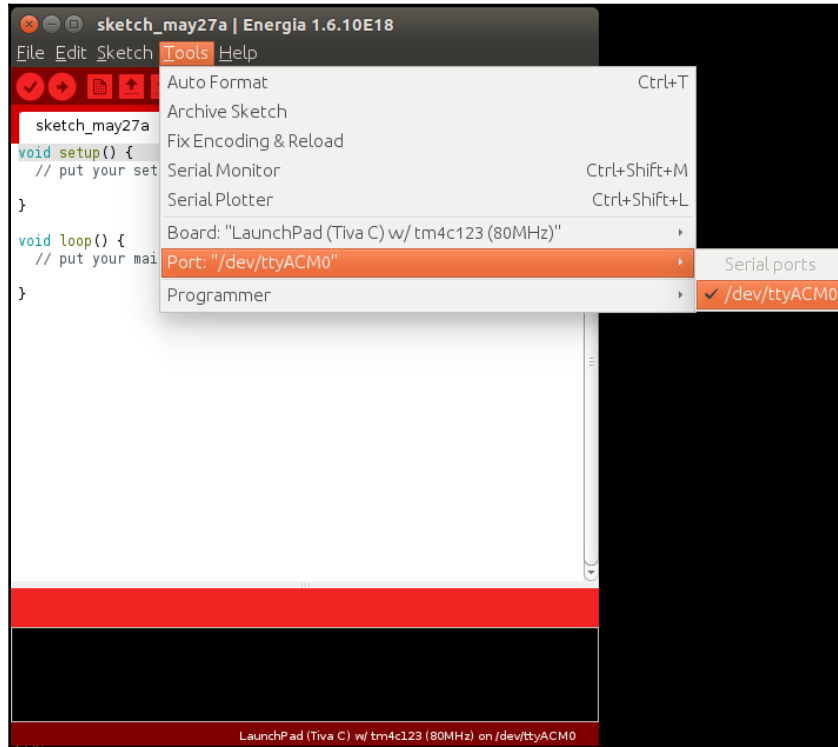 sketch_may27a | Energia 1.6.10E18
File Edit Sketch Tools Help
Auto Format Ctrl+T
Archive Sketch
Fix Encoding & Reload
Serial Monitor Ctrl+Shift+M
Serial Plotter Ctrl+Shift+L
Board: "LaunchPad (Tiva C) w/ tm4c123 (80MHz)"
Port: "/dev/ttyACM0"
Programmer
Serial ports
/dev/ttyACM0
sketch_may27a
void setup() {
// put your set
}
void loop() {
// put your mai
}
LaunchPad (Tiva C) w/ tm4c123 (80MHz) on /dev/ttyACM0